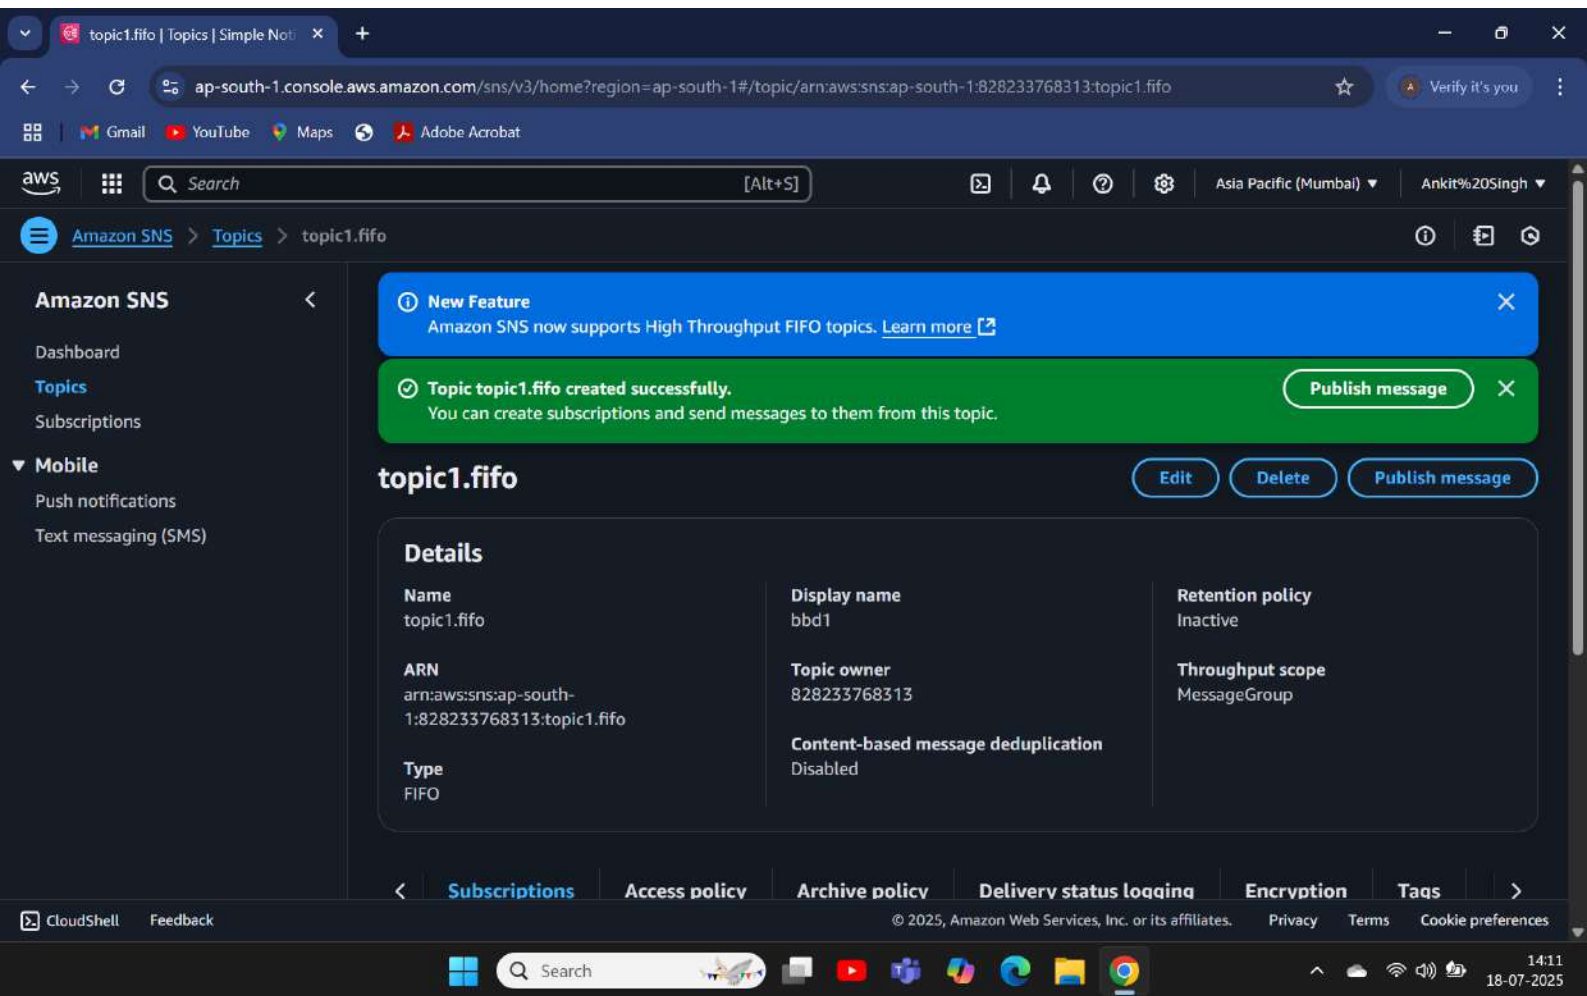 topic1.fifo | Topics | Simple Noti
ap-south-1.console.aws.amazon.com/sns/v3/home?region=ap-south-1#/topic/arn:aws:sns:ap-south-1:828233768313:topic1.fifo
Verify it's you
Gmail
YouTube
Maps
Adobe Acrobat
aws
Search
[Alt+S]
Asia Pacific (Mumbai)
Ankit%20Singh
Amazon SNS
Topics
topic1.fifo
Amazon SNS
Dashboard
Topics
Subscriptions
Mobile
Push notifications
Text messaging (SMS)
New Feature
Amazon SNS now supports High Throughput FIFO topics. Learn more
Topic topic1.fifo created successfully.
You can create subscriptions and send messages to them from this topic.
Publish message
topic1.fifo
Edit
Delete
Publish message
Details
Name
topic1.fifo
ARN
arn:aws:sns:ap-south-
1:828233768313:topic1.fifo
Type
FIFO
Display name
bbd1
Topic owner
828233768313
Content-based message deduplication
Disabled
Retention policy
Inactive
Throughput scope
MessageGroup
Subscriptions
Access policy
Archive policy
Delivery status logging
Encryption
Tags
CloudShell
Feedback
© 2025, Amazon Web Services, Inc. or its affiliates.
Privacy
Terms
Cookie preferences
Search
14:11
18-07-2025